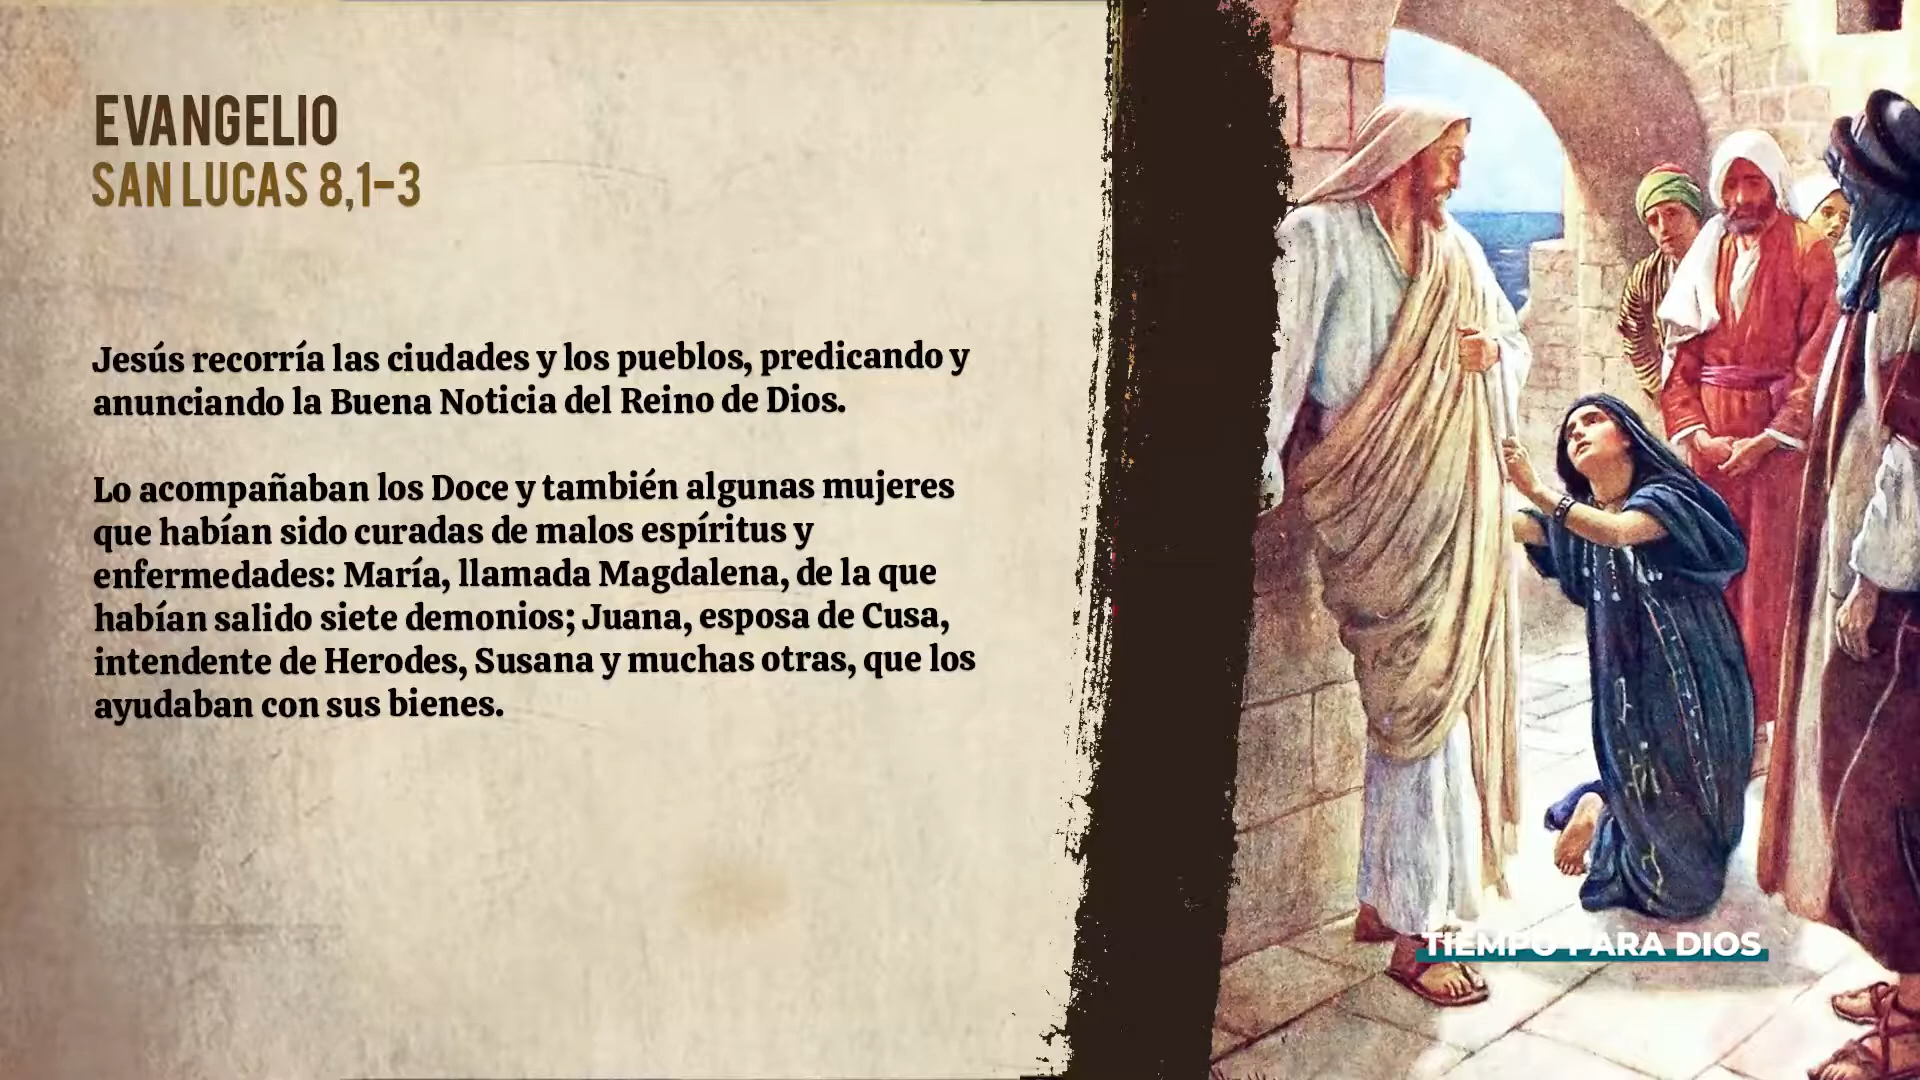 EVANGELIO
SAN LUCAS 8,1-3
Jesús recorría las ciudades y los pueblos, predicando y
anunciando la Buena Noticia del Reino de Dios.
Lo acompañaban los Doce y también algunas mujeres
que habían sido curadas de malos espíritus y
enfermedades: María, llamada Magdalena, de la que
habían salido siete demonios; Juana, esposa de Cusa,
intendente de Herodes, Susana y muchas otras, que los
ayudaban con sus bienes.
TIEMPO PARA DIOS